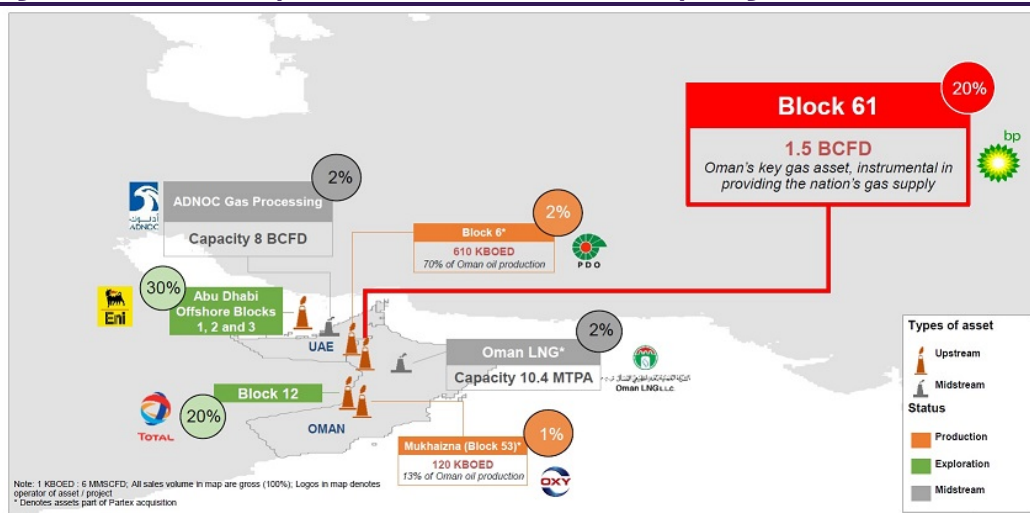 20%
Block 61
1.5 BCFD
Oman's key gas asset, instrumental in
providing the nation's gas supply
bp
2%
ADNOC Gas Processing
Capacity 8 BCFD
أدنوك
ADNOC
2%
Block 6*
610 KBOED
70% of Oman oil production
PDO
30%
Abu Dhabi
Offshore Blocks
1, 2 and 3
Eni
UAE
2%
Oman LNG*
Capacity 10.4 MTPA
Oman LNG L.L.C.
Block 12
20%
TOTAL
OMAN
1%
Mukhaizna (Block 53)*
120 KBOED
13% of Oman oil production
OXY
Types of asset
Upstream
Midstream
Status
Production
Exploration
Midstream
Note: 1 KBOED : 6 MMSCFD; All sales volume in map are gross (100%); Logos in map denotes
operator of asset / project
* Denotes assets part of Partex acquisition